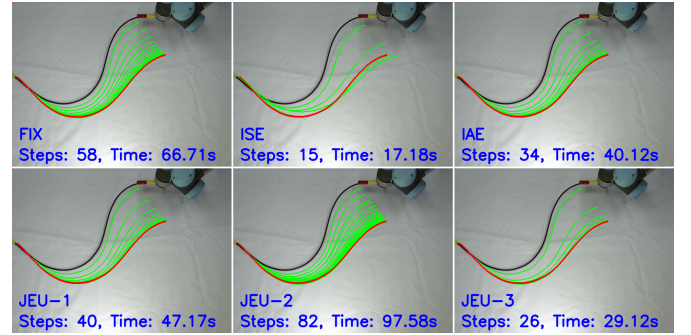 FIX
Steps: 58, Time: 66.71s
ISE
Steps: 15, Time: 17.18s
IAE
Steps: 34, Time: 40.12s
JEU-1
Steps: 40, Time: 47.17s
JEU-2
Steps: 82, Time: 97.58s
JEU-3
Steps: 26, Time: 29.12s